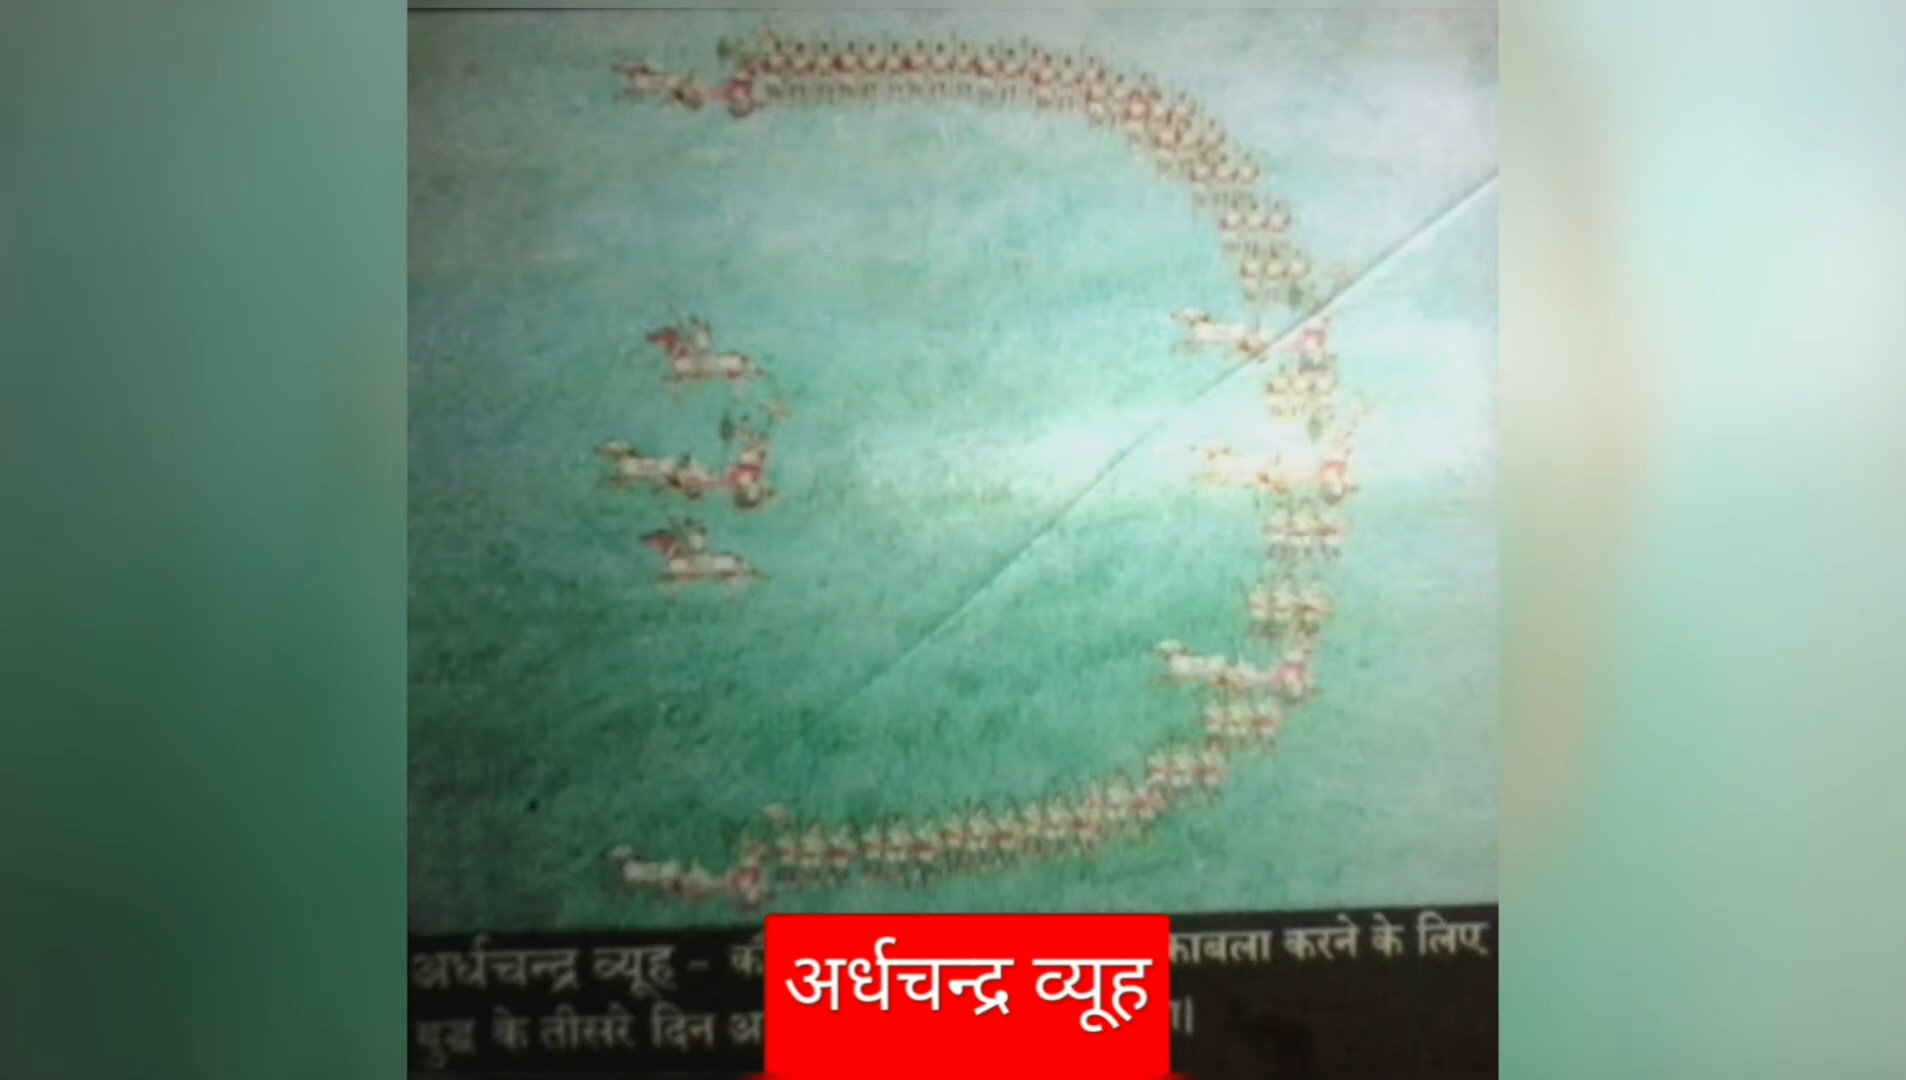 अर्धचन्द्र व्यूह - काबला करने के लिए
युद्ध के तीसरे दिन अ
अर्धचन्द्र व्यूह